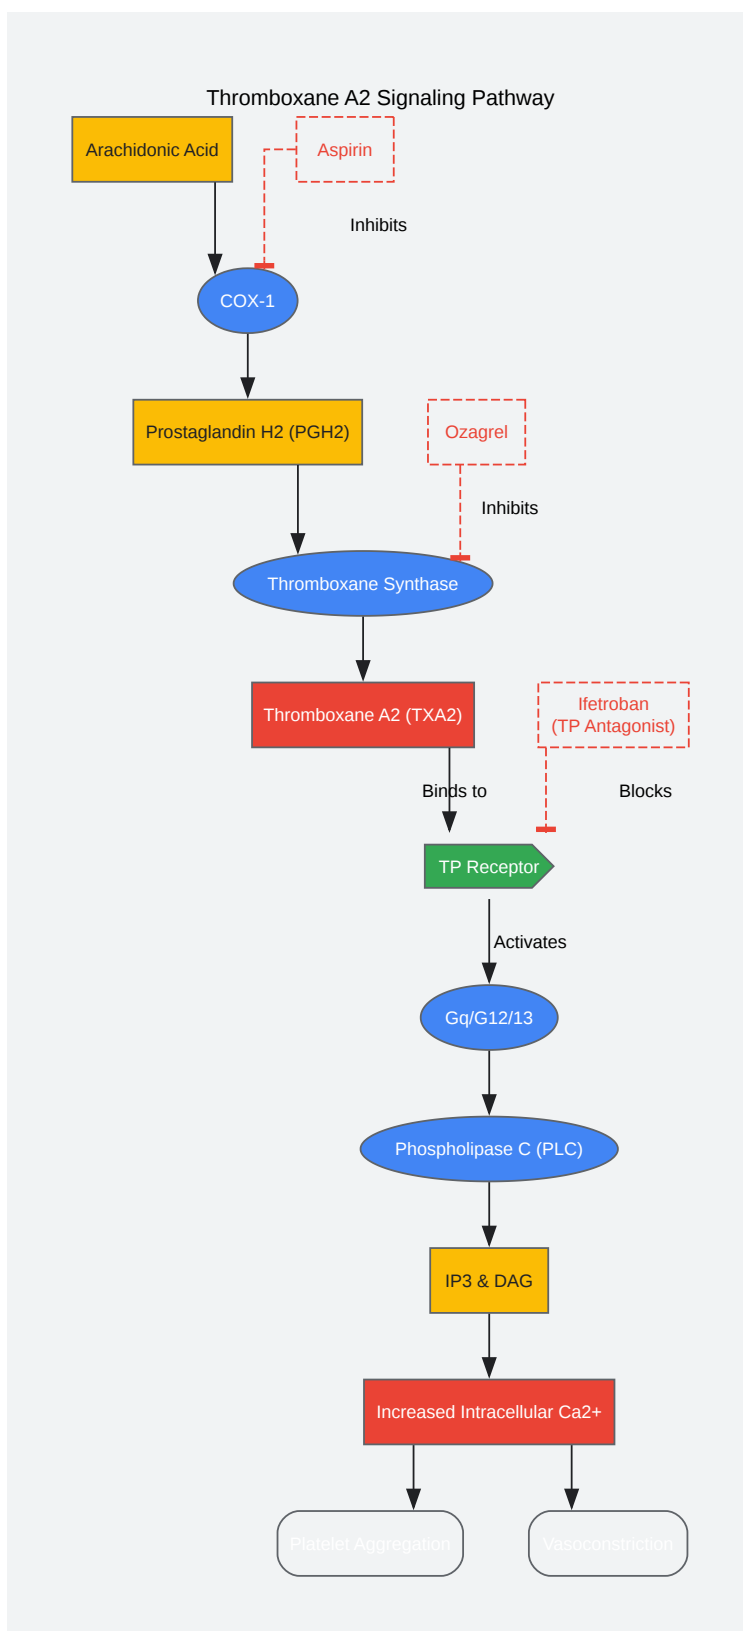 Thromboxane A2 Signaling Pathway
Arachidonic Acid
Aspirin
Inhibits
COX-1
Prostaglandin H2 (PGH2)
Ozagrel
Inhibits
Thromboxane Synthase
Thromboxane A2 (TXA2)
Ifetroban
(TP Antagonist)
Binds to
Blocks
TP Receptor
Activates
Gq/G12/13
Phospholipase C (PLC)
IP3 & DAG
Increased Intracellular Ca2+
Platelet Aggregation
Vasoconstriction